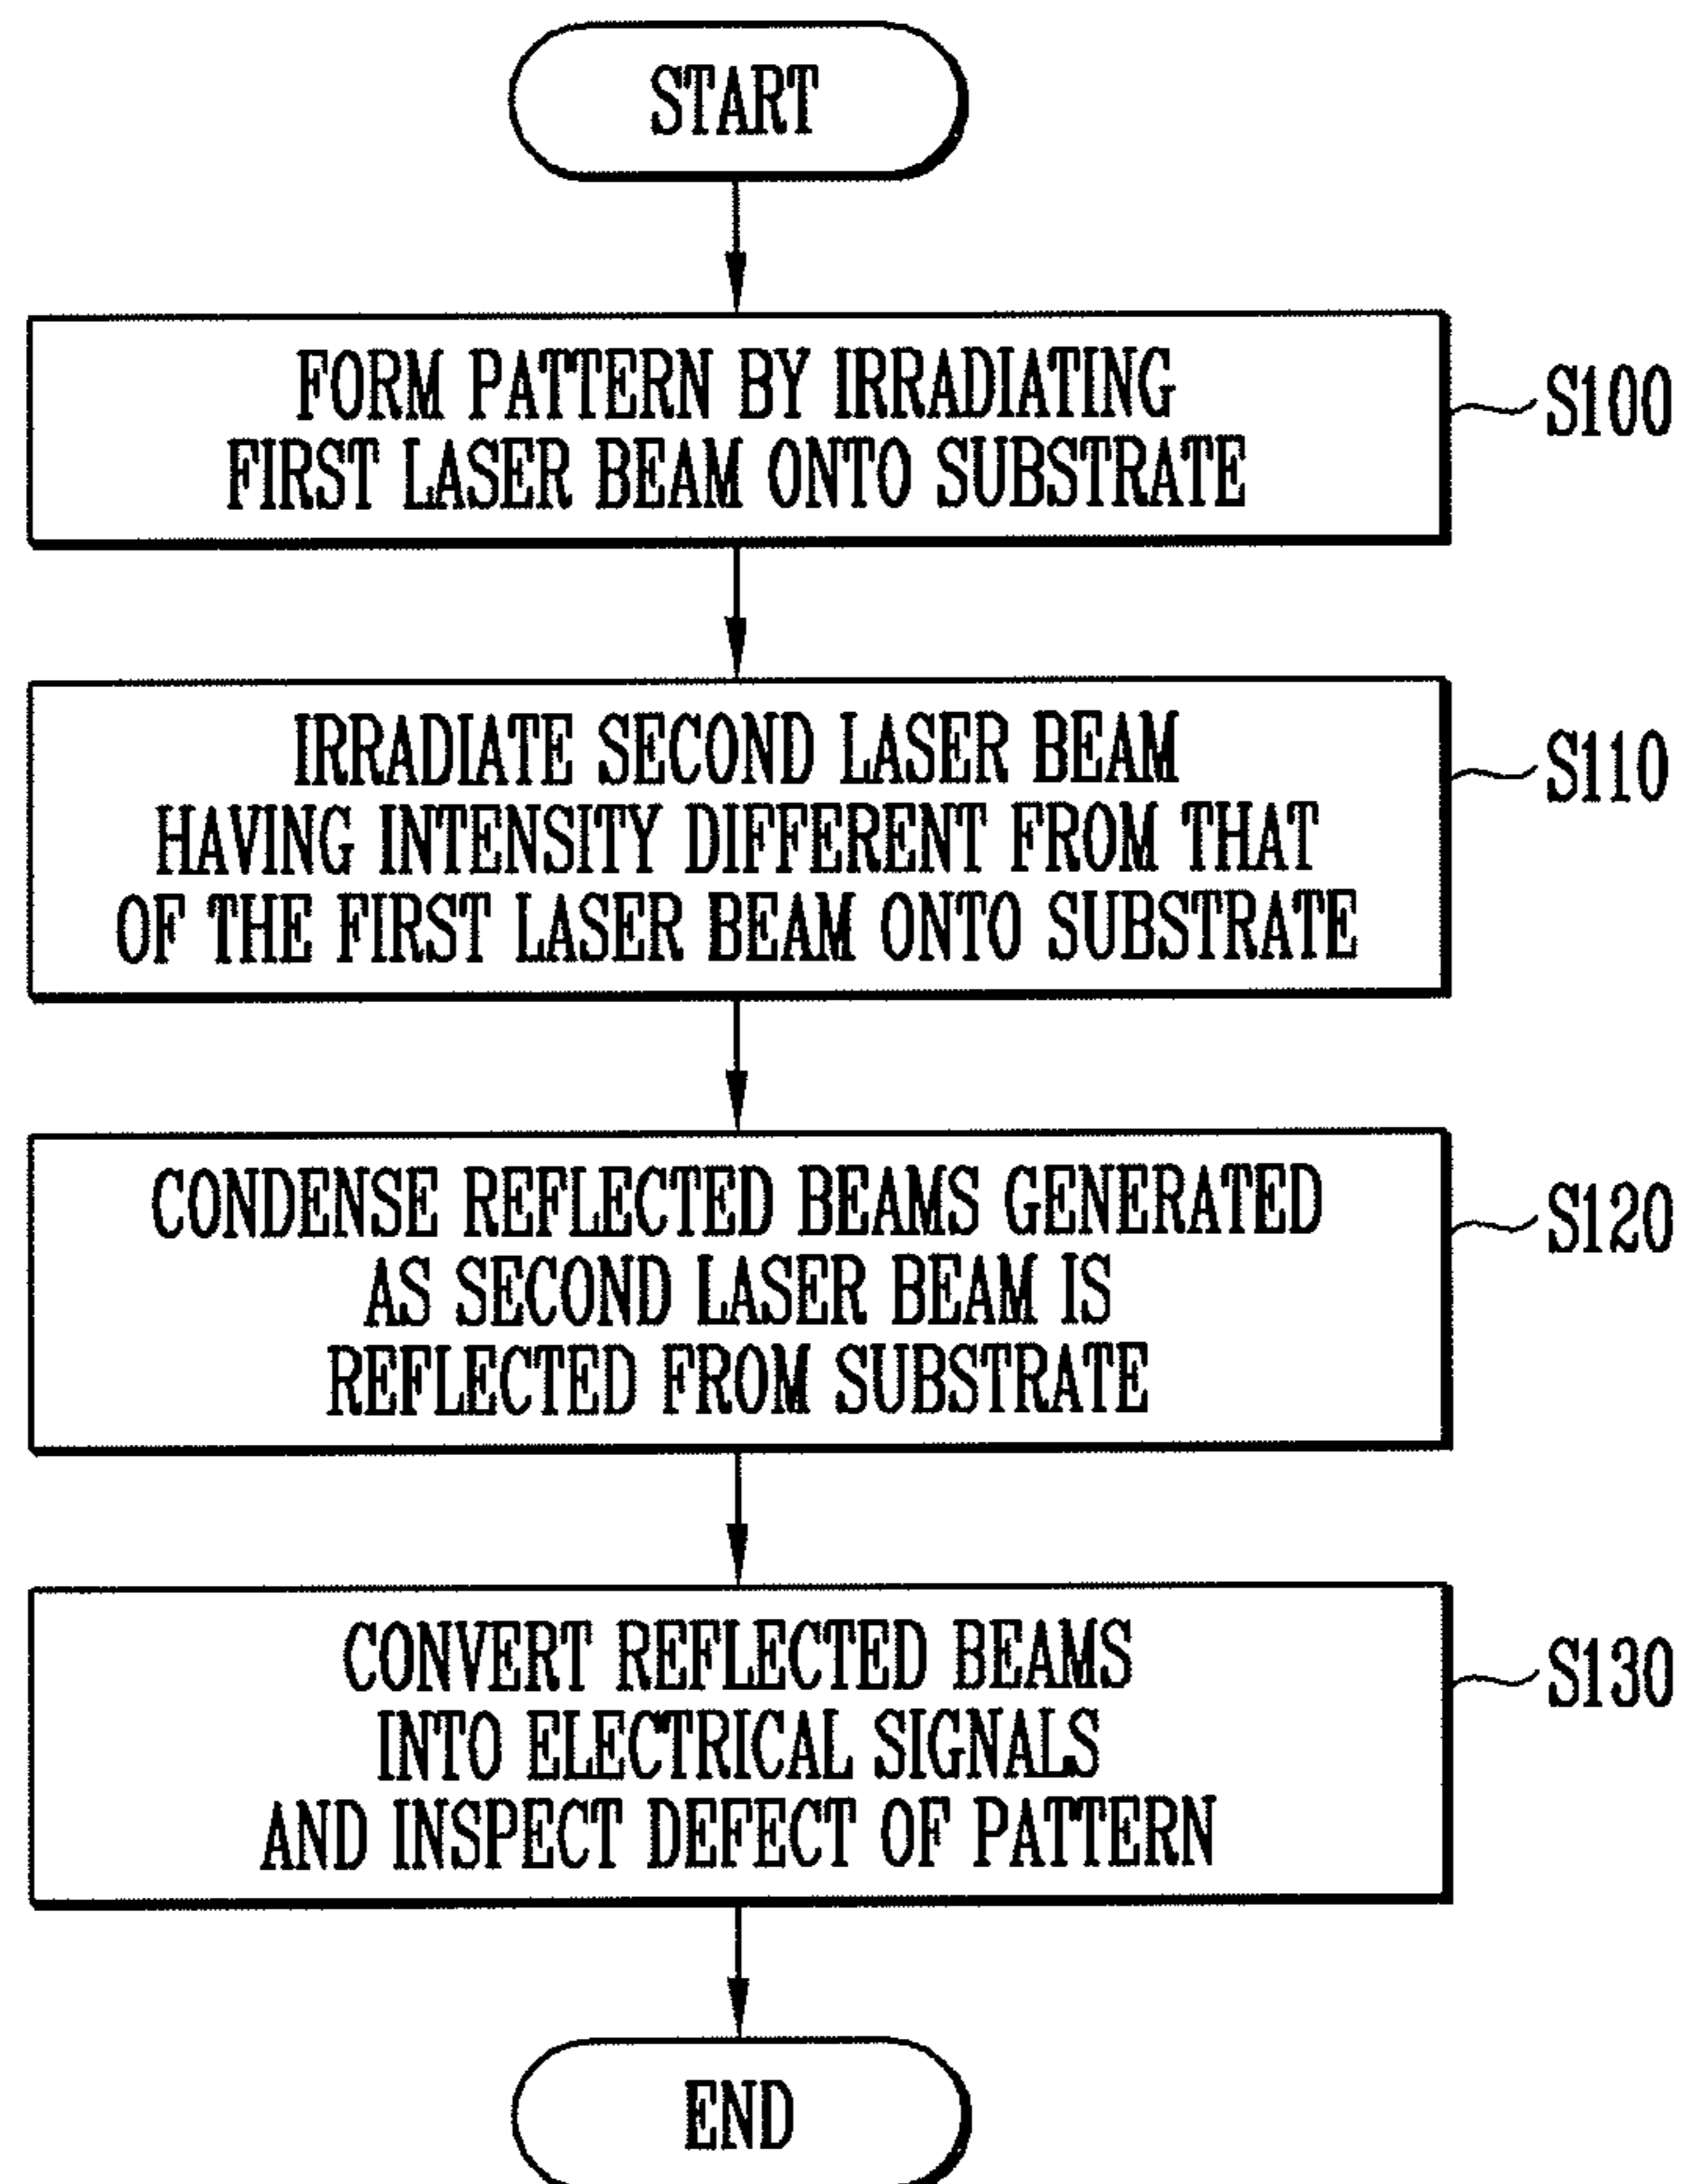 START
FORM PATTERN BY IRRADIATING
FIRST LASER BEAM ONTO SUBSTRATE
S100
IRRADIATE SECOND LASER BEAM
HAVING INTENSITY DIFFERENT FROM THAT
OF THE FIRST LASER BEAM ONTO SUBSTRATE
S110
CONDENSE REFLECTED BEAMS GENERATED
AS SECOND LASER BEAM IS
REFLECTED FROM SUBSTRATE
S120
CONVERT REFLECTED BEAMS
INTO ELECTRICAL SIGNALS
AND INSPECT DEFECT OF PATTERN
S130
END